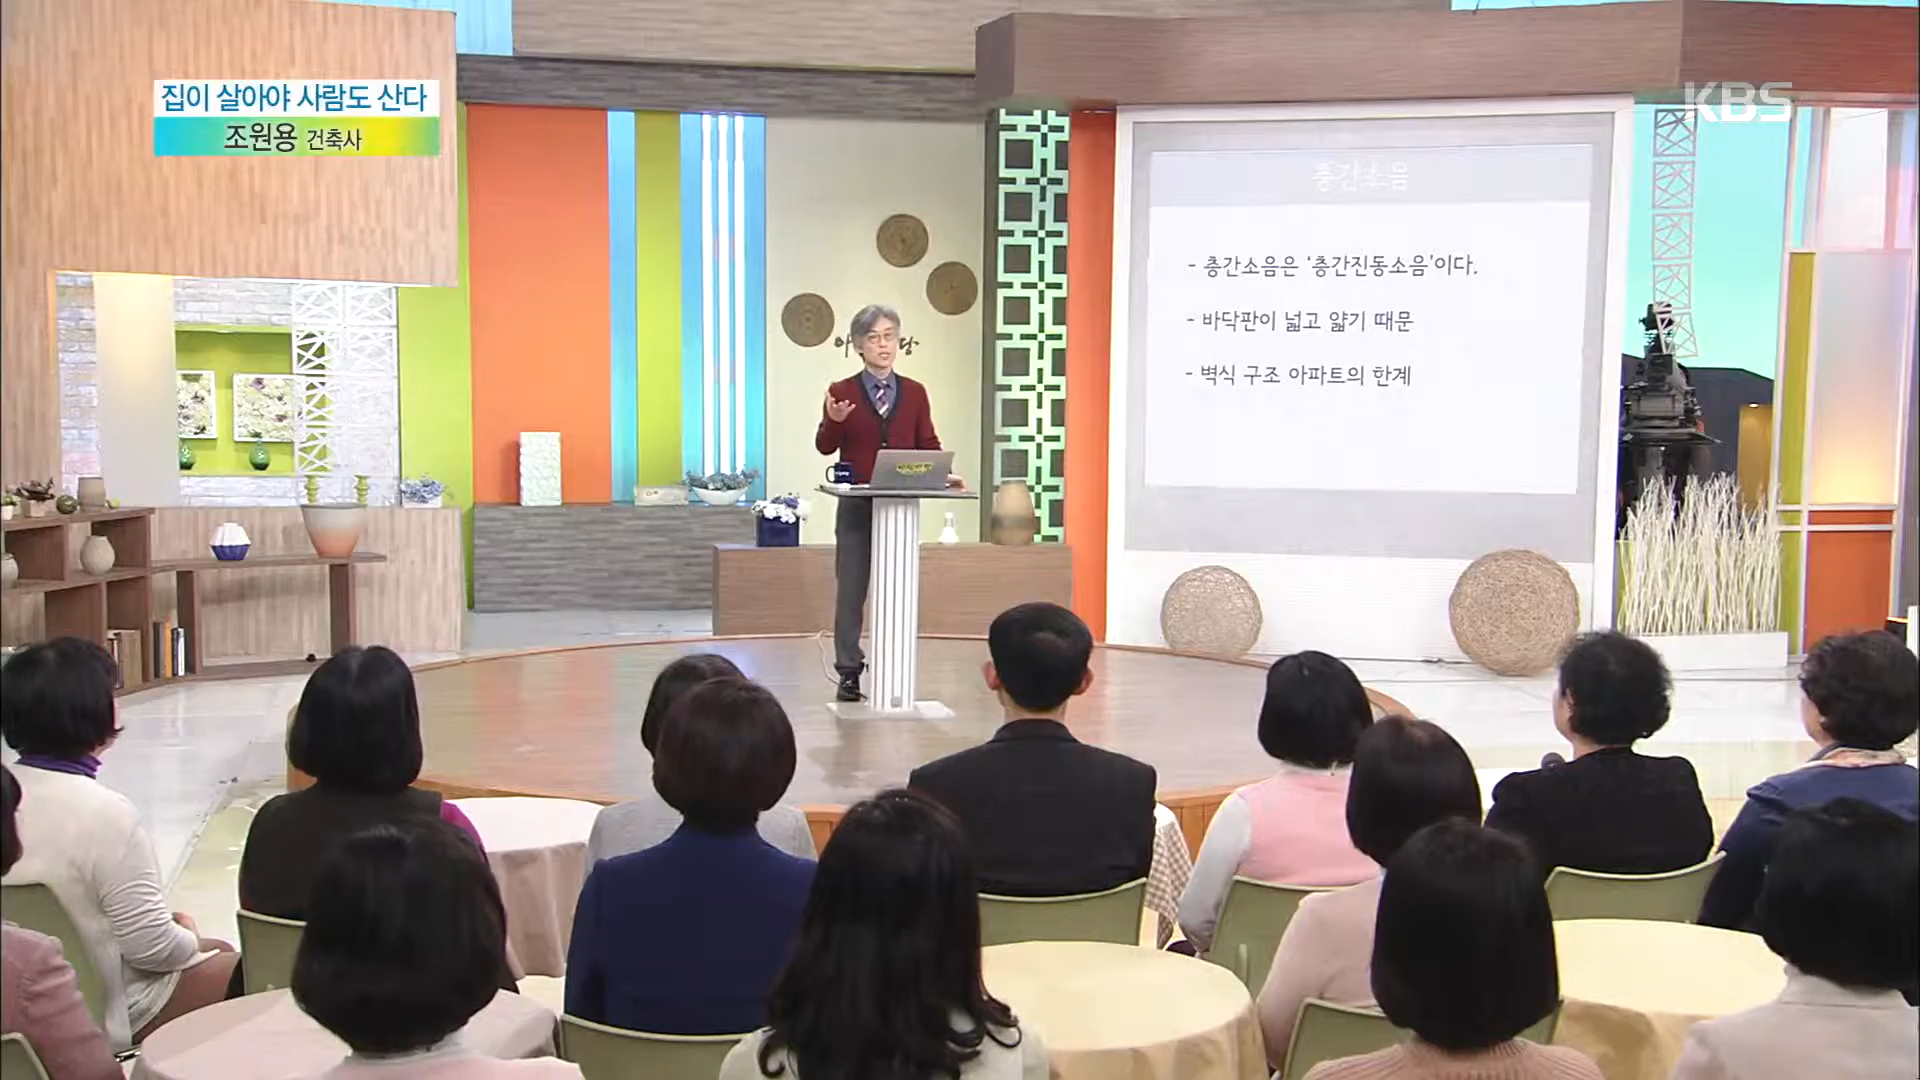 집이 살아야 사람도 산다
조원용 건축사
KBS
층간소음
- 층간소음은 ‘층간진동소음’이다.
- 바닥판이 넓고 얇기 때문
- 벽식 구조 아파트의 한계